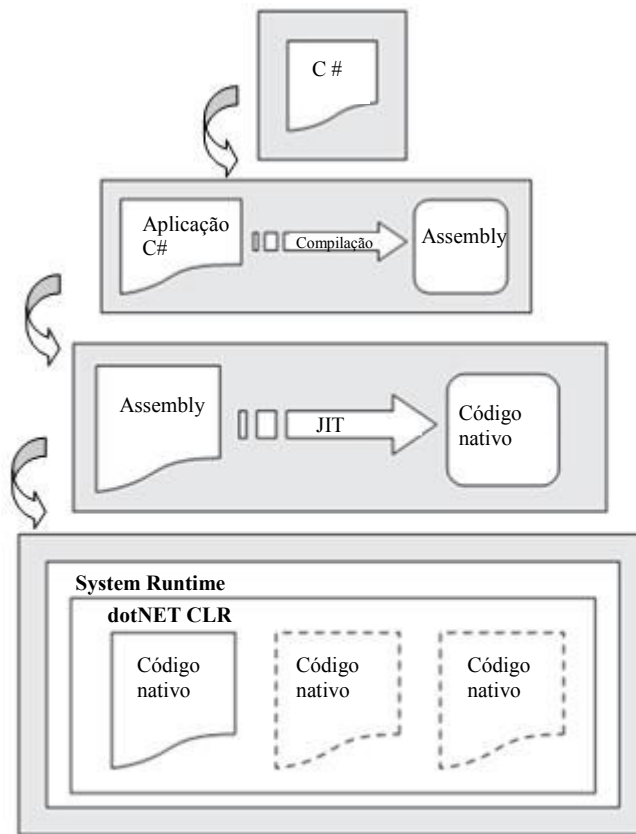 C #
Aplicação
C#
Compilação
Assembly
Assembly
JIT
Código
nativo
System Runtime
dotNET CLR
Código
nativo
Código
nativo
Código
nativo